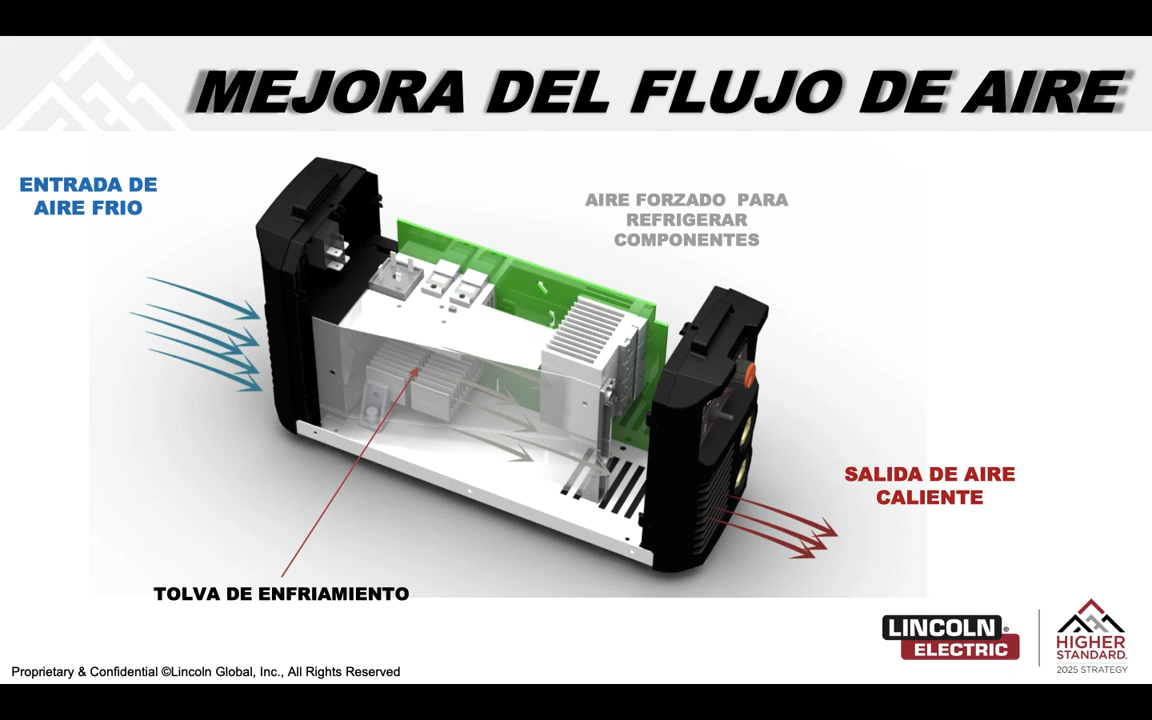 MEJORA DEL FLUJO DE AIRE
ENTRADA DE
AIRE FRIO
AIRE FORZADO PARA
REFRIGERAR
COMPONENTES
SALIDA DE AIRE
CALIENTE
TOLVA DE ENFRIAMIENTO
LINCOLN®
ELECTRIC
HIGHER
STANDARD.
2025 STRATEGY
Proprietary & Confidential ©Lincoln Global, Inc., All Rights Reserved